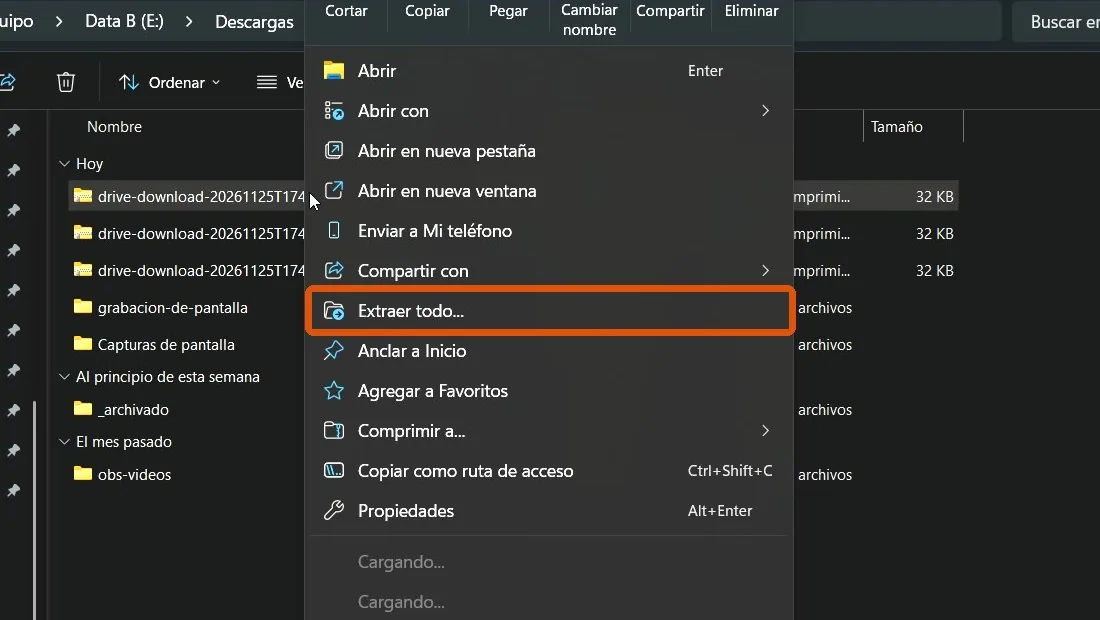 Cortar Copiar Pegar Cambiar nombre Compartir Eliminar
Data B (E:) > Descargas
Buscar
Ordenar
Abrir Enter
Abrir con
Abrir en nueva pestaña
Abrir en nueva ventana
Enviar a Mi teléfono
Compartir con
Extraer todo...
Anclar a Inicio
Agregar a Favoritos
Comprimir a...
Copiar como ruta de acceso Ctrl+Shift+C
Propiedades Alt+Enter
Cargando...
Cargando...
Nombre Tamaño
Hoy
drive-download-20261125T174 mprimi... 32 KB
drive-download-20261125T174 mprimi... 32 KB
drive-download-20261125T174 mprimi... 32 KB
grabacion-de-pantalla archivos
Capturas de pantalla archivos
Al principio de esta semana
_archivado archivos
El mes pasado
obs-videos archivos